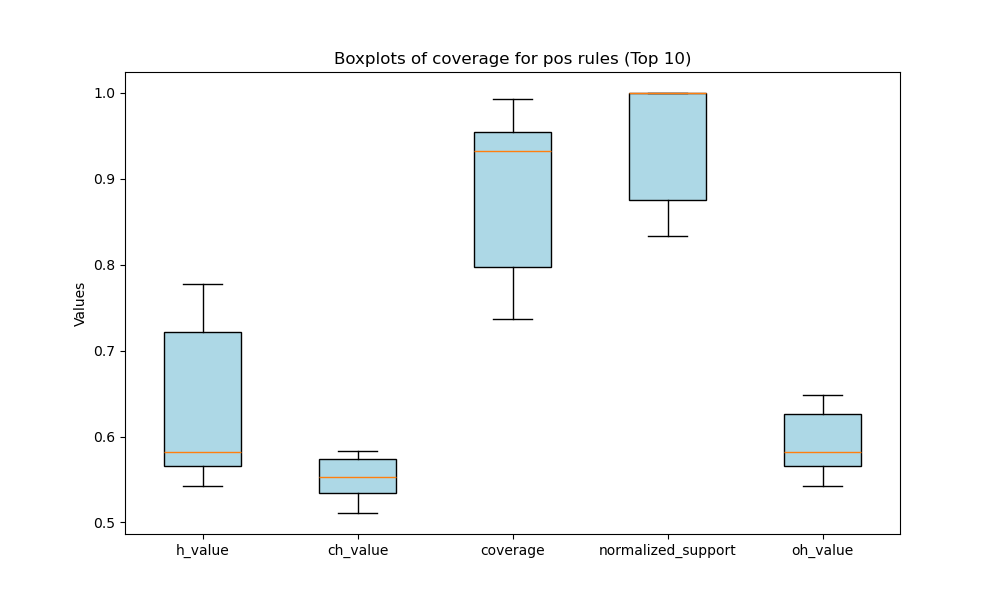 Boxplots of coverage for pos rules (Top 10)
1.0
0.9
0.8
0.7
0.6
0.5
Values
h_value
ch_value
coverage
normalized_support
oh_value